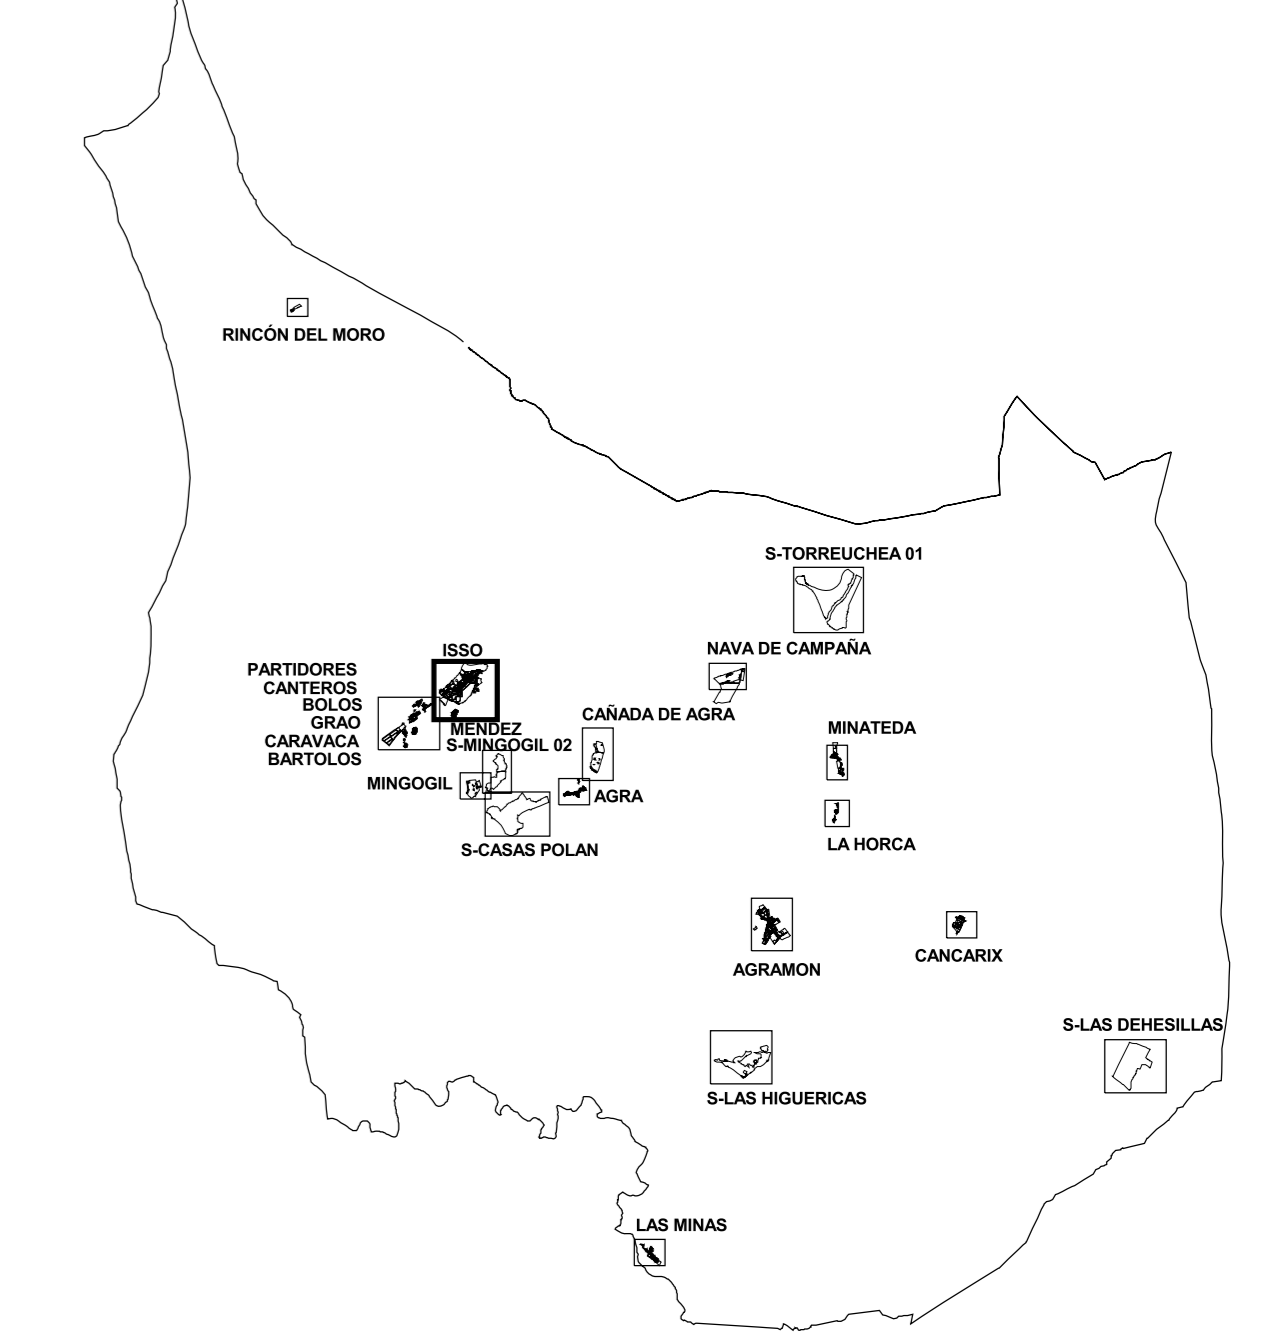 RINCÓN DEL MORO
S-TORREUCHEA 01
ISSO
NAVA DE CAMPAÑA
PARTIDORES
CANTEROS
BOLOS
GRAO
CARAVACA
BARTOLOS
CAÑADA DE AGRA
MENDEZ
S-MINGOGIL 02
MINATEDA
MINGOGIL
AGRA
S-CASAS POLAN
LA HORCA
AGRAMON
CANCARIX
S-LAS DEHESILLAS
S-LAS HIGUERICAS
LAS MINAS